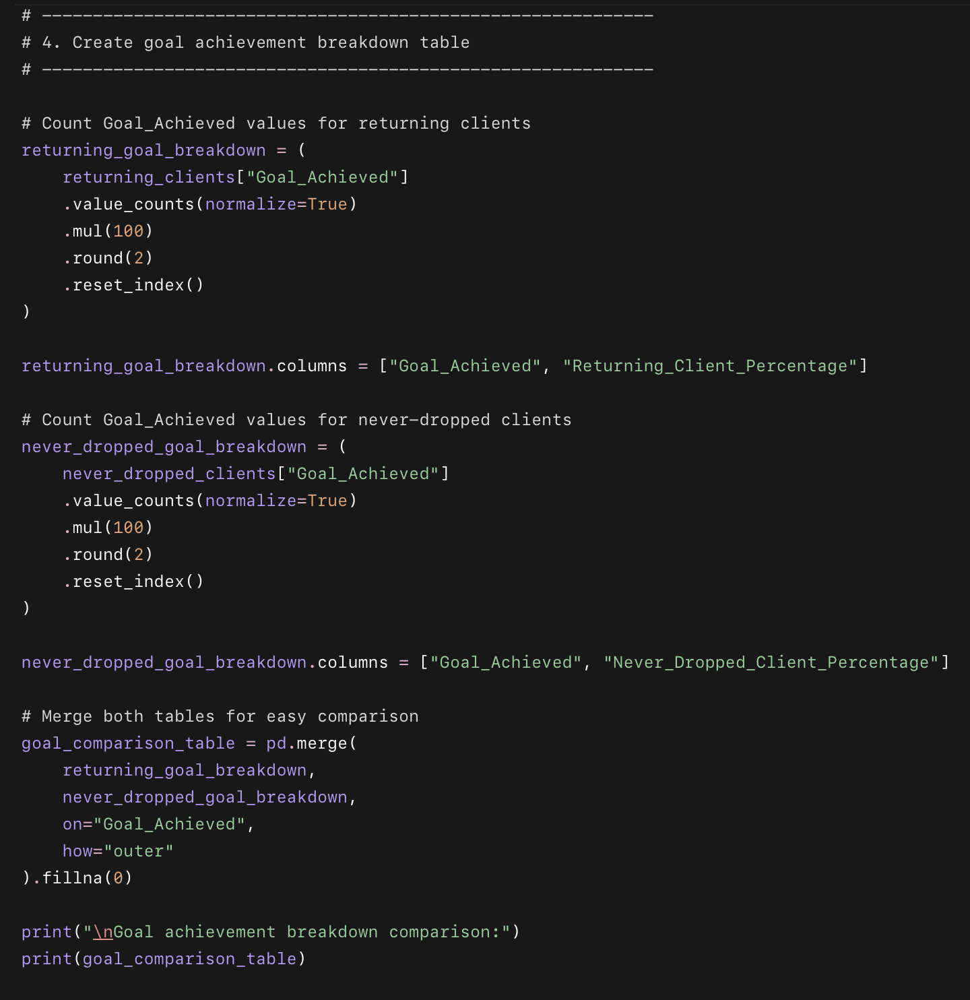 # ------------------------------------------------------------
# 4. Create goal achievement breakdown table
# ------------------------------------------------------------

# Count Goal_Achieved values for returning clients
returning_goal_breakdown = (
    returning_clients["Goal_Achieved"]
    .value_counts(normalize=True)
    .mul(100)
    .round(2)
    .reset_index()
)

returning_goal_breakdown.columns = ["Goal_Achieved", "Returning_Client_Percentage"]

# Count Goal_Achieved values for never-dropped clients
never_dropped_goal_breakdown = (
    never_dropped_clients["Goal_Achieved"]
    .value_counts(normalize=True)
    .mul(100)
    .round(2)
    .reset_index()
)

never_dropped_goal_breakdown.columns = ["Goal_Achieved", "Never_Dropped_Client_Percentage"]

# Merge both tables for easy comparison
goal_comparison_table = pd.merge(
    returning_goal_breakdown,
    never_dropped_goal_breakdown,
    on="Goal_Achieved",
    how="outer"
).fillna(0)

print("\nGoal achievement breakdown comparison:")
print(goal_comparison_table)